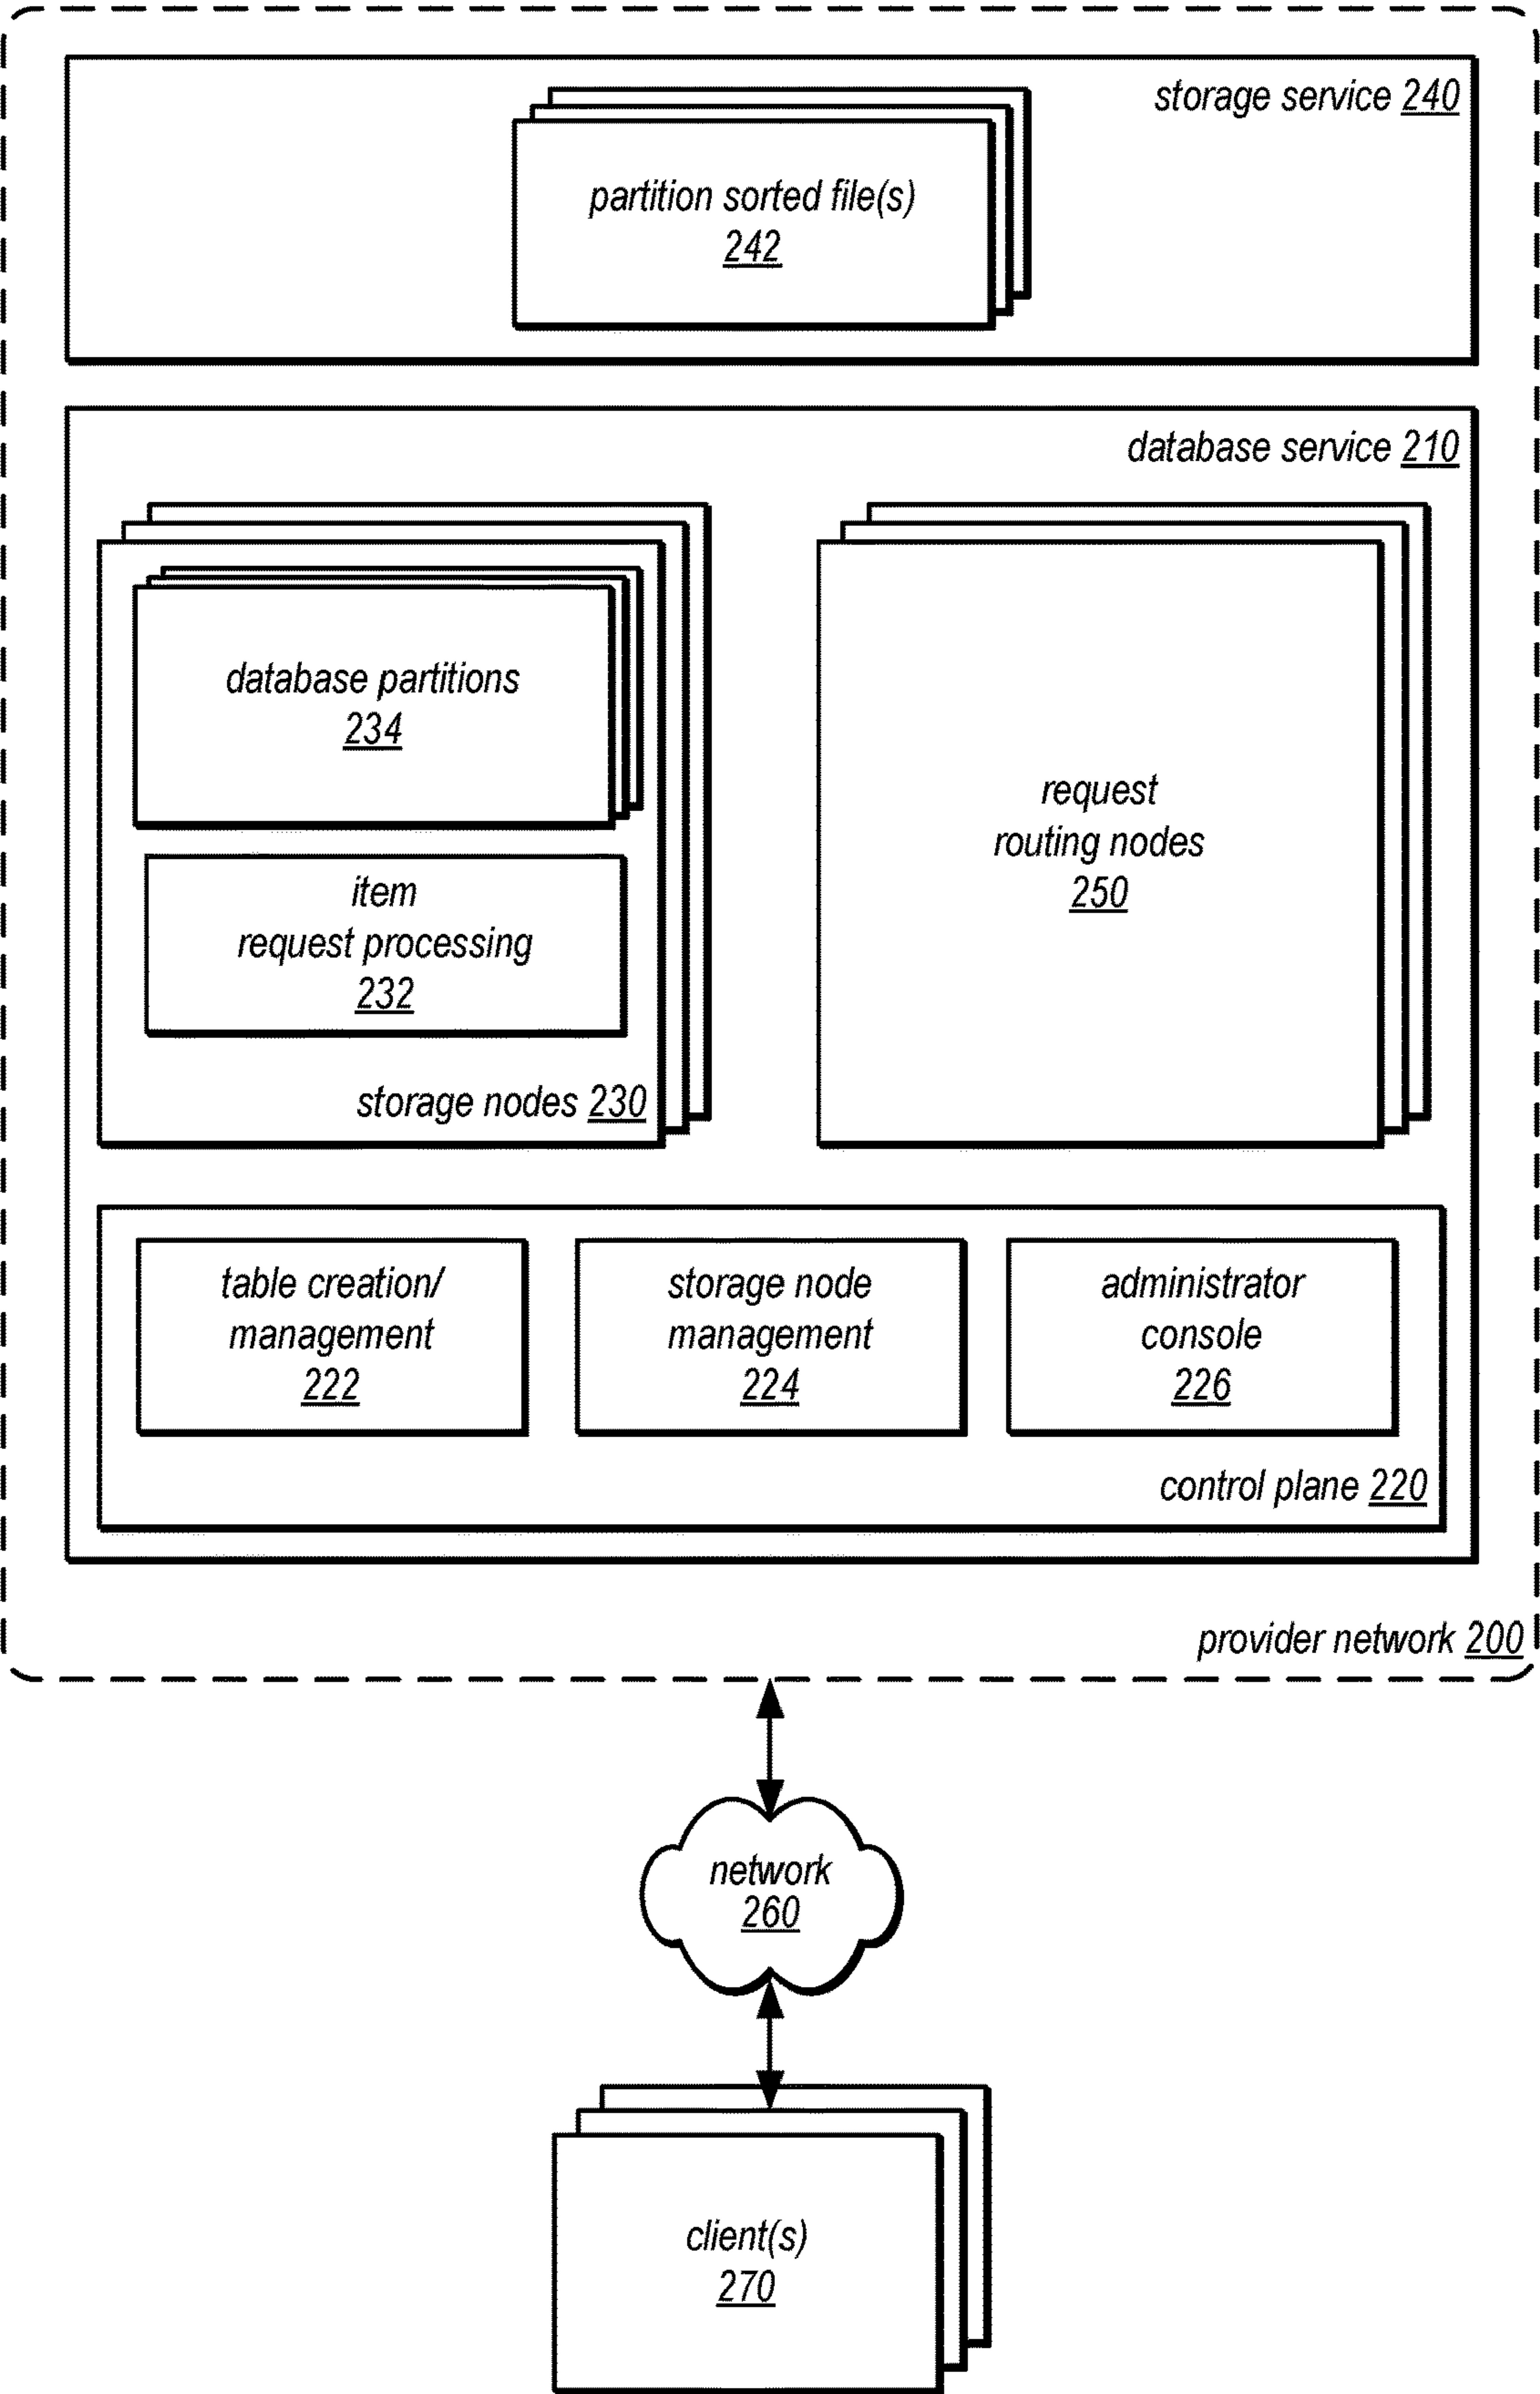 storage service 240
partition sorted file(s)
242
database service 210
database partitions
234
item
request processing
232
storage nodes 230
request
routing nodes
250
table creation/
management
222
storage node
management
224
administrator
console
226
control plane 220
provider network 200
network
260
client(s)
270